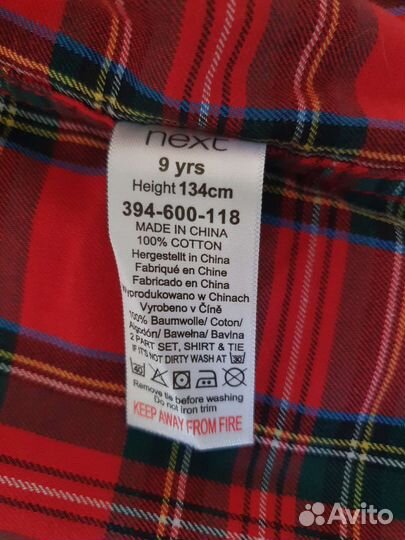 next
9 yrs
Height 134cm
394-600-118
MADE IN CHINA
100% COTTON
Hergestellt in China
Fabriqué en Chine
Fabricado en China
Wyprodukowano w Chinach
Vyrobeno v Číně
100% Baumwolle/ Coton/
Algodón/ Bawełna/ Bavlna
2 PART SET, SHIRT & TIE
IF IT'S NOT DIRTY WASH AT 30
40
Remove tie before washing
Do not iron trim
KEEP AWAY FROM FIRE
Avito